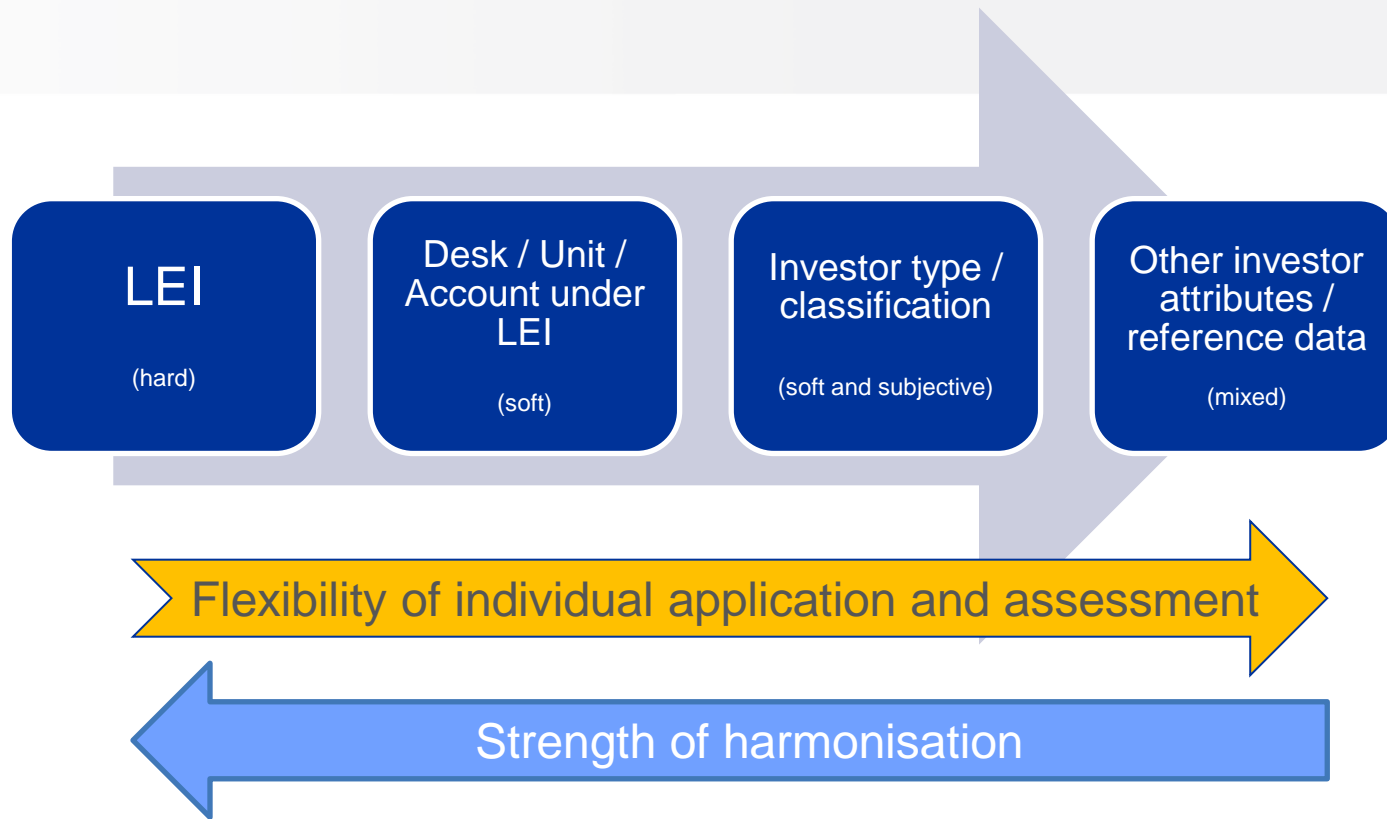 LEI
(hard)
Desk / Unit /
Account under
LEI
(soft)
Investor type /
classification
(soft and subjective)
Other investor
attributes /
reference data
(mixed)
Flexibility of individual application and assessment
Strength of harmonisation